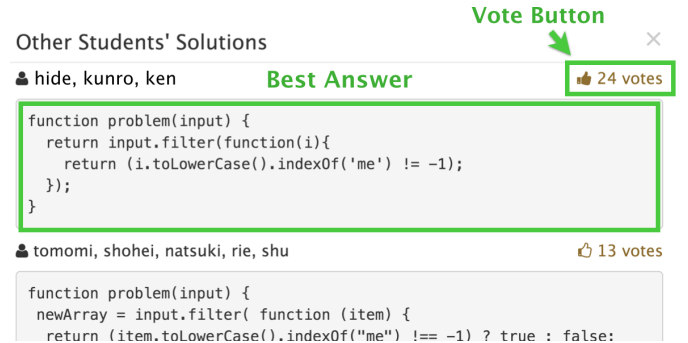 Vote Button
Other Students' Solutions ×
hide, kunro, ken Best Answer 24 votes
function problem(input) {
  return input.filter(function(i){
    return (i.toLowerCase().indexOf('me') != -1);
  });
}
tomomi, shohei, natsuki, rie, shu 13 votes
function problem(input) {
 newArray = input.filter( function (item) {
  return (item.toLowerCase().indexOf("me") !== -1) ? true : false;